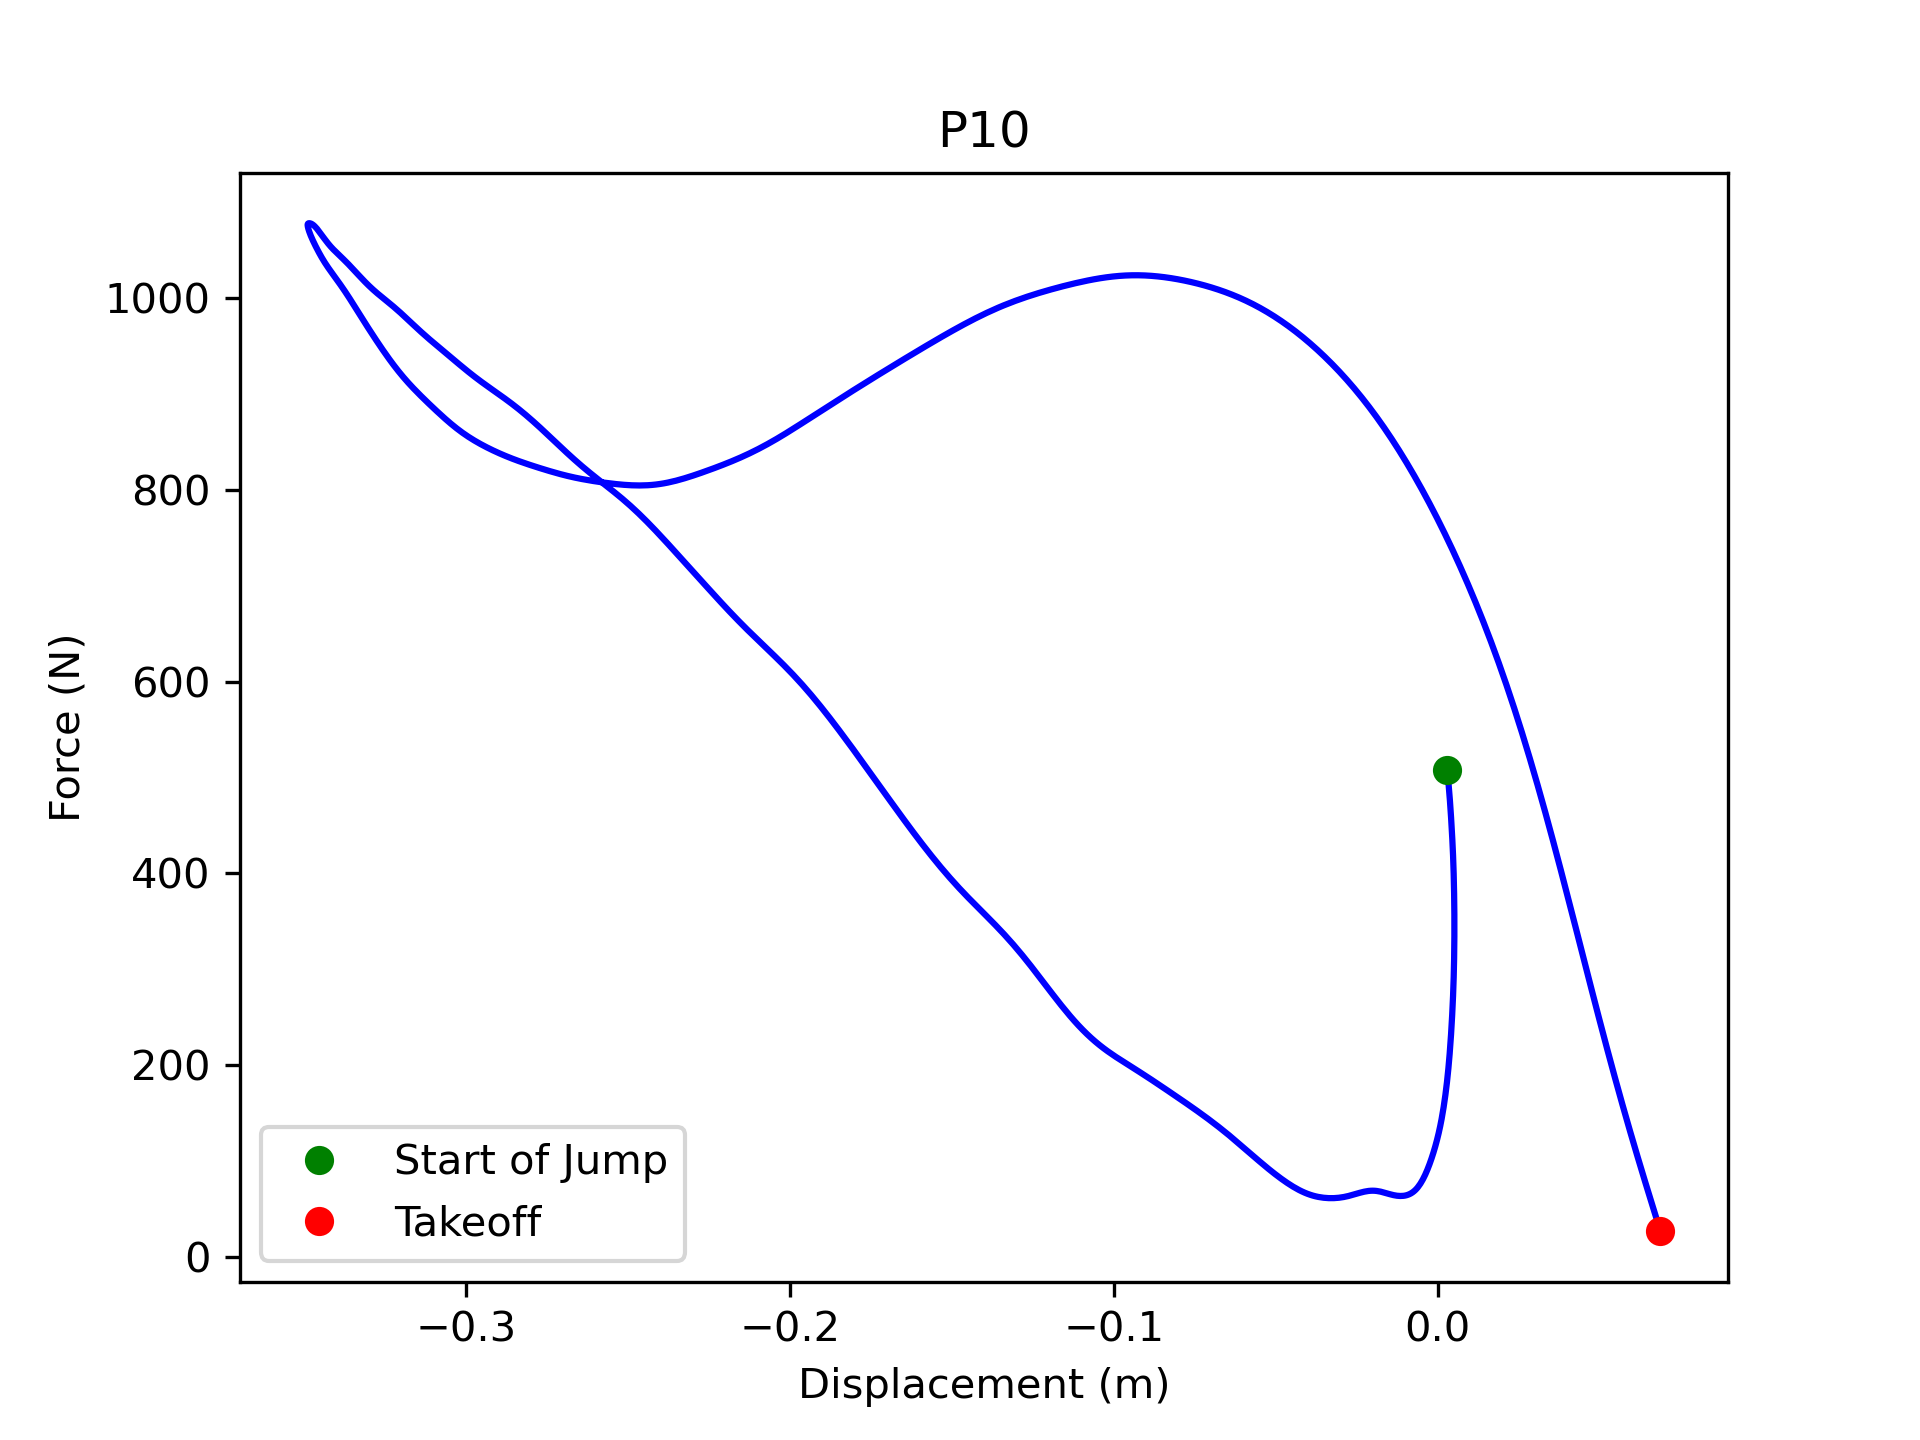 P10
1000
800
600
400
200
0
Force (N)
Start of Jump
Takeoff
−0.3 −0.2 −0.1 0.0
Displacement (m)